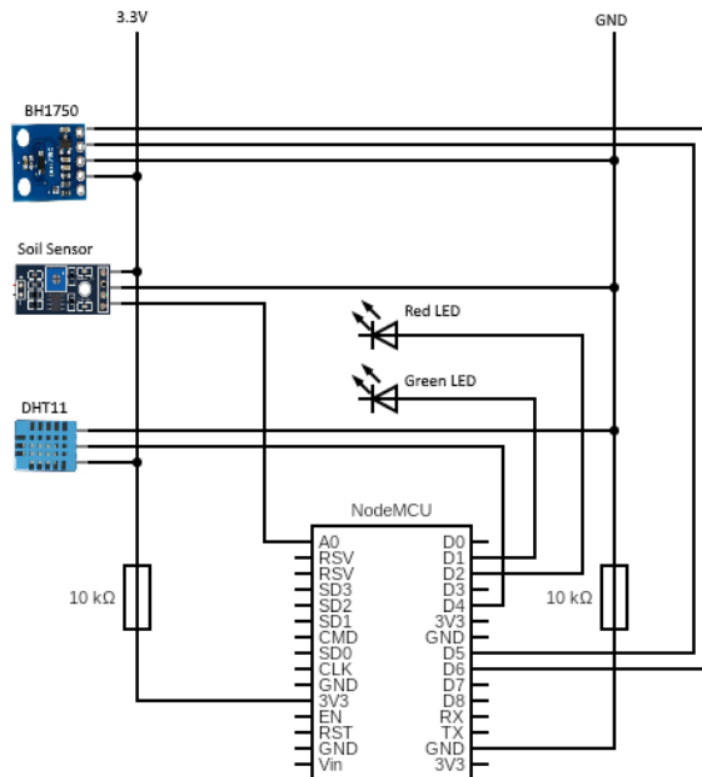 3.3V
GND
BH1750
Soil Sensor
Red LED
Green LED
DHT11
NodeMCU
A0 D0
RSV D1
RSV D2
SD3 D3
10 kΩ SD2 D4 10 kΩ
SD1 3V3
CMD GND
SD0 D5
CLK D6
GND D7
3V3 D8
EN RX
RST TX
GND GND
Vin 3V3